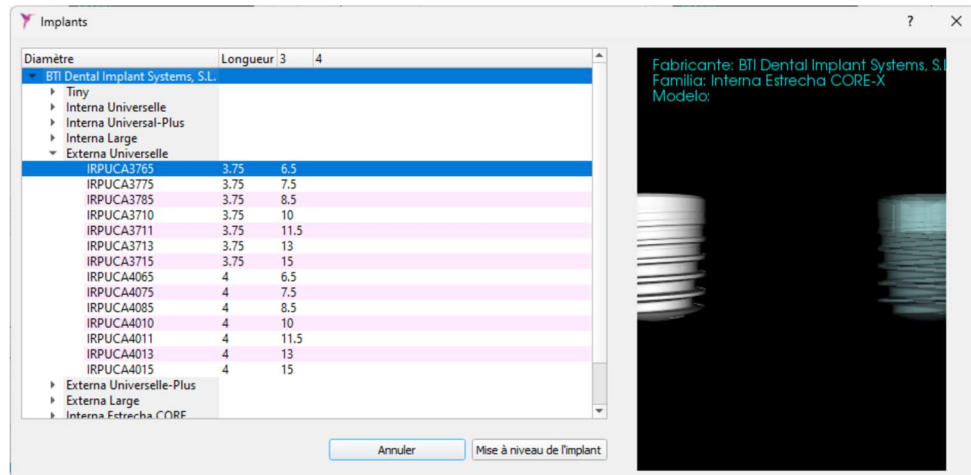 Implants ?
Diamètre Longueur 3 4
BTI Dental Implant Systems, S.L.
Tiny
Interna Universelle
Interna Universal-Plus
Interna Large
Externa Universelle
IRPUCA3765 3.75 6.5
IRPUCA3775 3.75 7.5
IRPUCA3785 3.75 8.5
IRPUCA3710 3.75 10
IRPUCA3711 3.75 11.5
IRPUCA3713 3.75 13
IRPUCA3715 3.75 15
IRPUCA4065 4 6.5
IRPUCA4075 4 7.5
IRPUCA4085 4 8.5
IRPUCA4010 4 10
IRPUCA4011 4 11.5
IRPUCA4013 4 13
IRPUCA4015 4 15
Externa Universelle-Plus
Externa Large
Interna Estrecha CORE
Annuler Mise à niveau de l'implant
Fabricante: BTI Dental Implant Systems, S.L
Familia: Interna Estrecha CORE-X
Modelo: